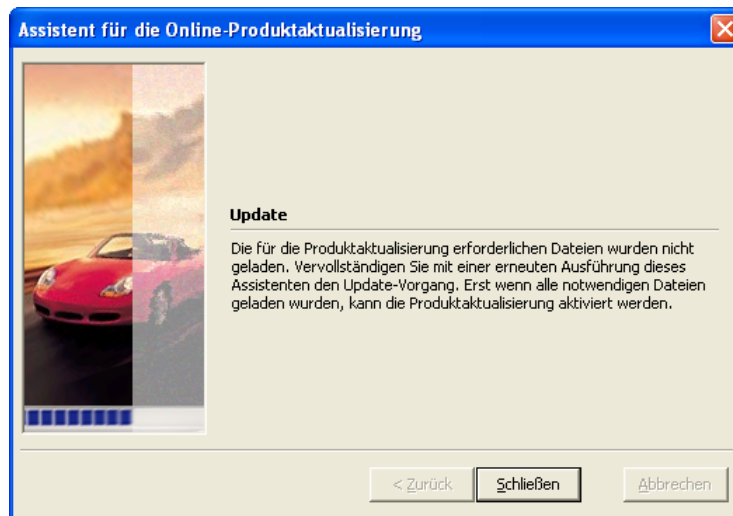 Assistent für die Online-Produktaktualisierung
Update
Die für die Produktaktualisierung erforderlichen Dateien wurden nicht
geladen. Vervollständigen Sie mit einer erneuten Ausführung dieses
Assistenten den Update-Vorgang. Erst wenn alle notwendigen Dateien
geladen wurden, kann die Produktaktualisierung aktiviert werden.
< Zurück
Schließen
Abbrechen